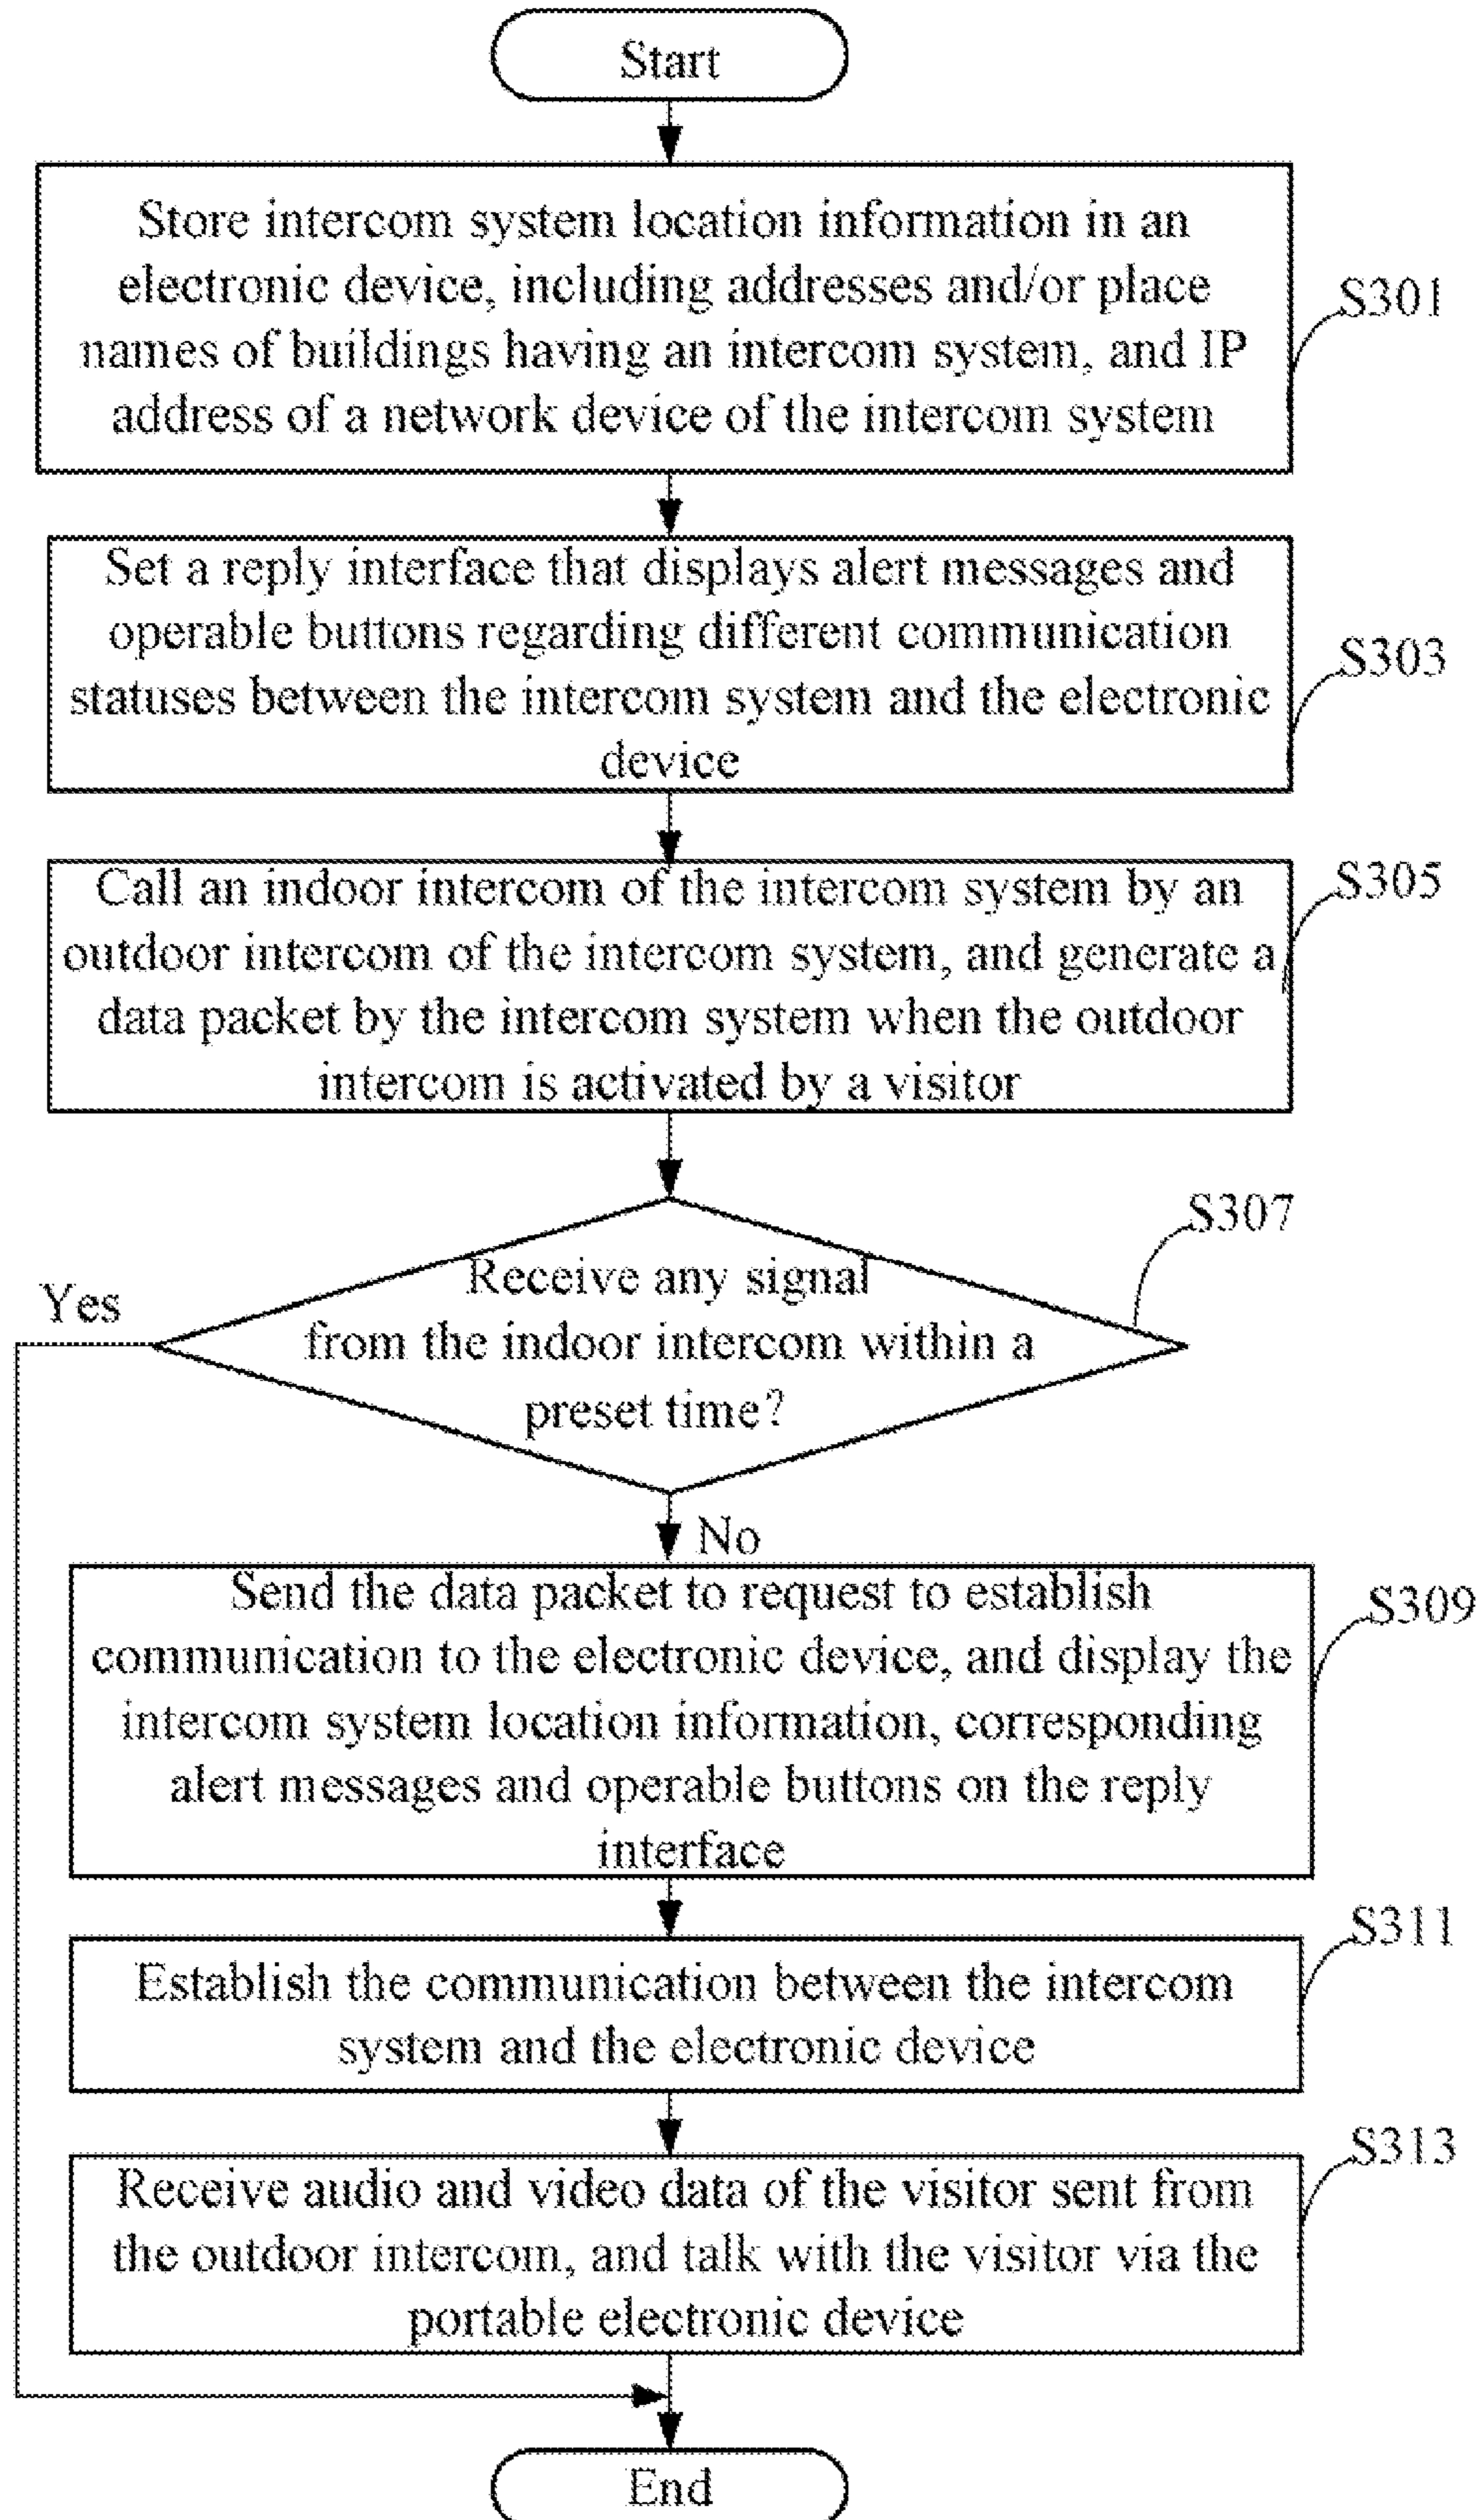 Start
Store intercom system location information in an
electronic device, including addresses and/or place
names of buildings having an intercom system, and IP
address of a network device of the intercom system
S301
Set a reply interface that displays alert messages and
operable buttons regarding different communication
statuses between the intercom system and the electronic
device
S303
Call an indoor intercom of the intercom system by an
outdoor intercom of the intercom system, and generate a
data packet by the intercom system when the outdoor
intercom is activated by a visitor
S305
S307
Yes
Receive any signal
from the indoor intercom within a
preset time?
No
Send the data packet to request to establish
communication to the electronic device, and display the
intercom system location information, corresponding
alert messages and operable buttons on the reply
interface
S309
Establish the communication between the intercom
system and the electronic device
S311
Receive audio and video data of the visitor sent from
the outdoor intercom, and talk with the visitor via the
portable electronic device
S313
End